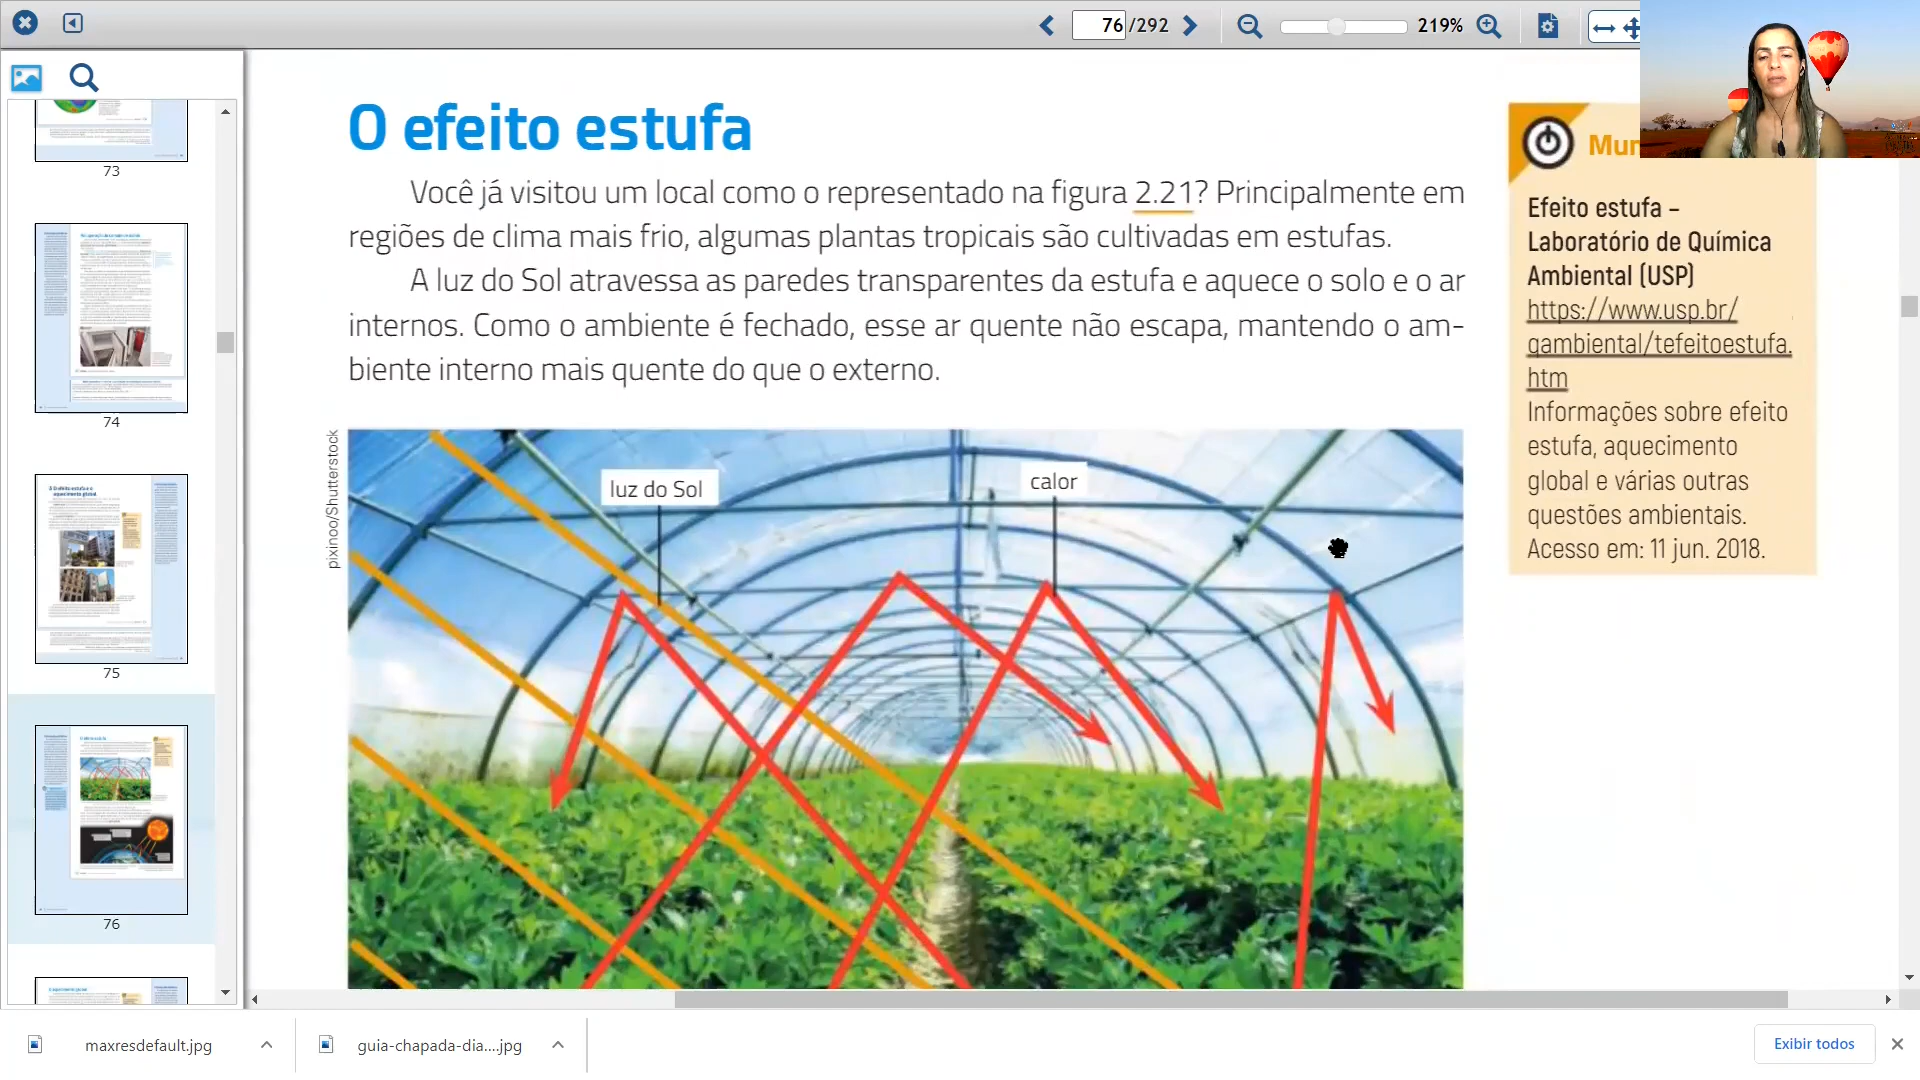 76 /292
219%
73
74
75
76
O efeito estufa
Você já visitou um local como o representado na figura 2.21? Principalmente em
regiões de clima mais frio, algumas plantas tropicais são cultivadas em estufas.
A luz do Sol atravessa as paredes transparentes da estufa e aquece o solo e o ar
internos. Como o ambiente é fechado, esse ar quente não escapa, mantendo o am-
biente interno mais quente do que o externo.
pixinoo/Shutterstock
luz do Sol
calor
Efeito estufa –
Laboratório de Química
Ambiental (USP)
https://www.usp.br/
qambiental/tefeitoestufa.
htm
Informações sobre efeito
estufa, aquecimento
global e várias outras
questões ambientais.
Acesso em: 11 jun. 2018.
maxresdefault.jpg
guia-chapada-dia....jpg
Exibir todos